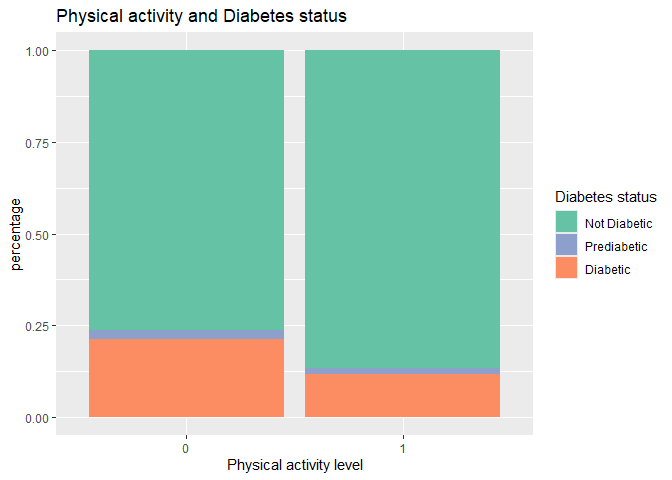 Physical activity and Diabetes status
1.00
0.75
0.50
0.25
0.00
percentage
0
1
Physical activity level
Diabetes status
Not Diabetic
Prediabetic
Diabetic